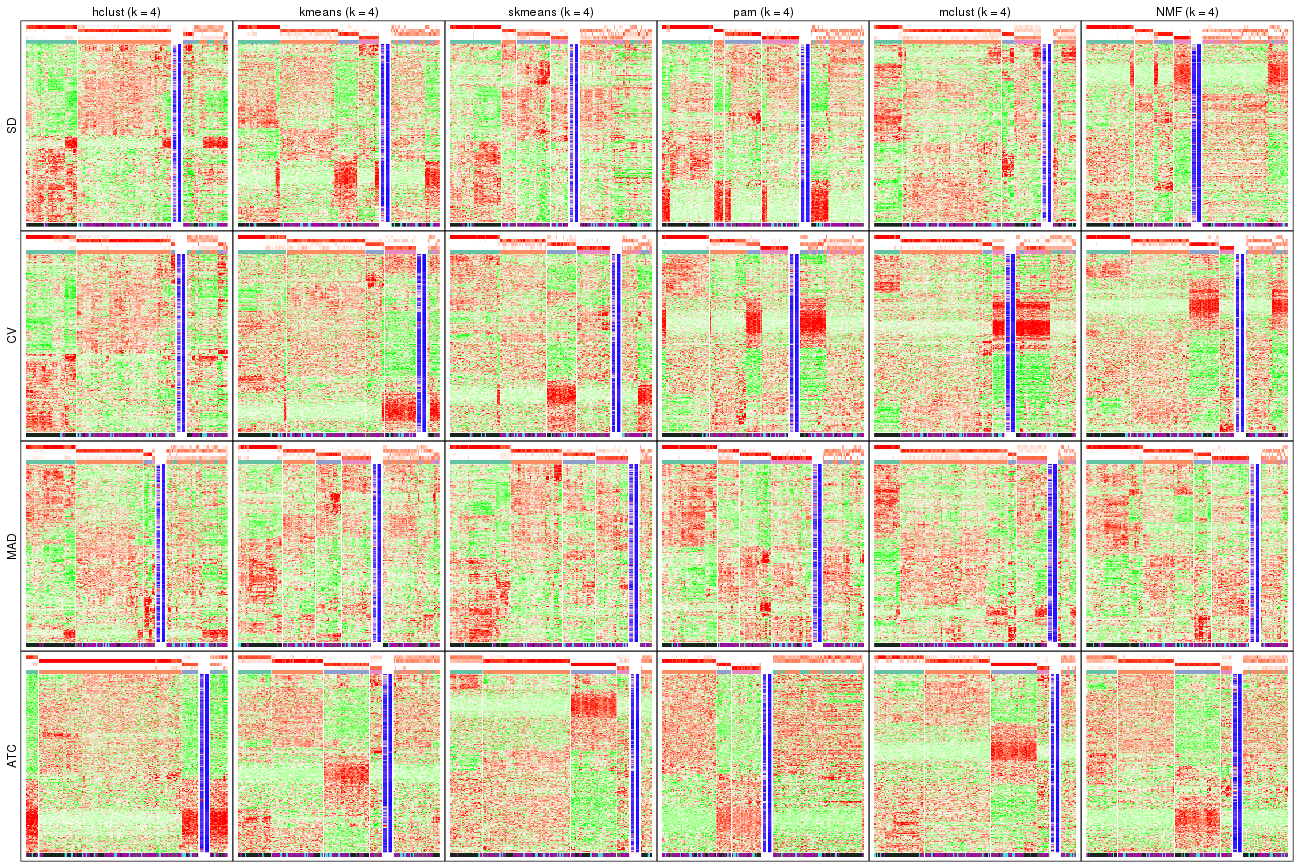 hclust (k = 4) kmeans (k = 4) skmeans (k = 4) pam (k = 4) mclust (k = 4) NMF (k = 4)
SD
CV
MAD
ATC